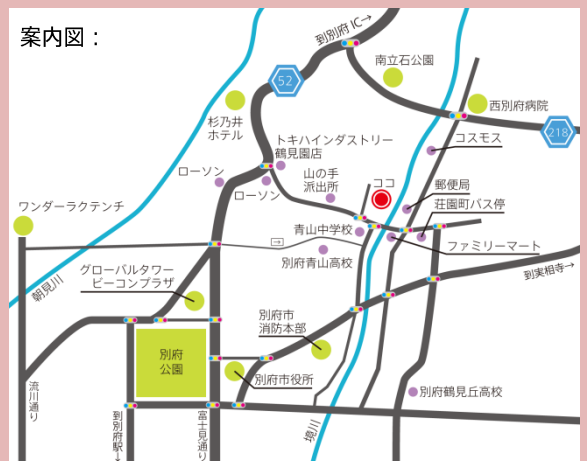 案内図：
到別府 IC→
52
南立石公園
西別府病院
218
杉乃井
ホテル
トキハインダストリー
鶴見園店
コスモス
ローソン
ローソン
山の手
派出所
ココ
郵便局
荘園町バス停
ワンダーラクテンチ
青山中学校
ファミリーマート
→
別府青山高校
到実相寺→
朝見川
グローバルタワー
ビーコンプラザ
別府市
消防本部
別府
公園
別府市役所
別府鶴見丘高校
流川通り
到別府駅→
富士見通り
境川